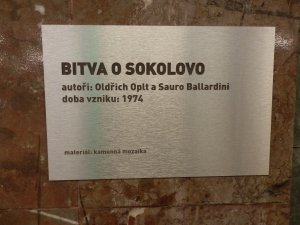 BITVA O SOKOLOVO
autoři: Oldřich Oplt a Sauro Ballardini
doba vzniku: 1974
materiál: kamenná mozaika